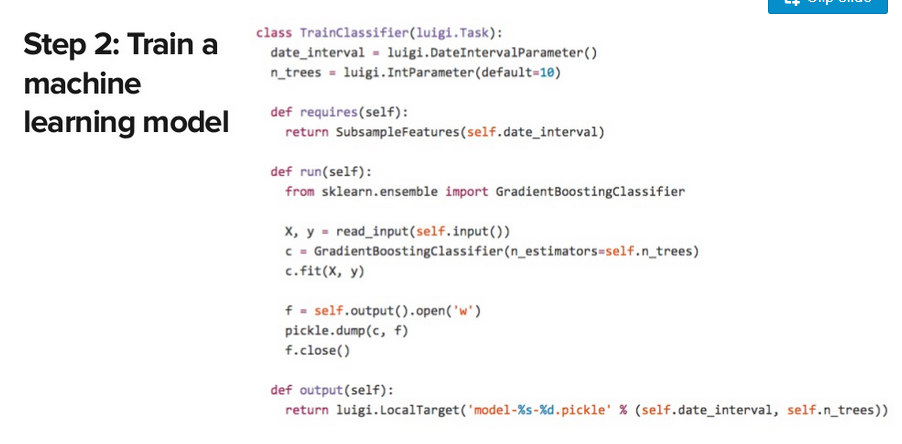 Clip slide
Step 2: Train a
machine
learning model
class TrainClassifier(luigi.Task):
  date_interval = luigi.DateIntervalParameter()
  n_trees = luigi.IntParameter(default=10)

  def requires(self):
    return SubsampleFeatures(self.date_interval)

  def run(self):
    from sklearn.ensemble import GradientBoostingClassifier

    X, y = read_input(self.input())
    c = GradientBoostingClassifier(n_estimators=self.n_trees)
    c.fit(X, y)

    f = self.output().open('w')
    pickle.dump(c, f)
    f.close()

  def output(self):
    return luigi.LocalTarget('model-%s-%d.pickle' % (self.date_interval, self.n_trees))